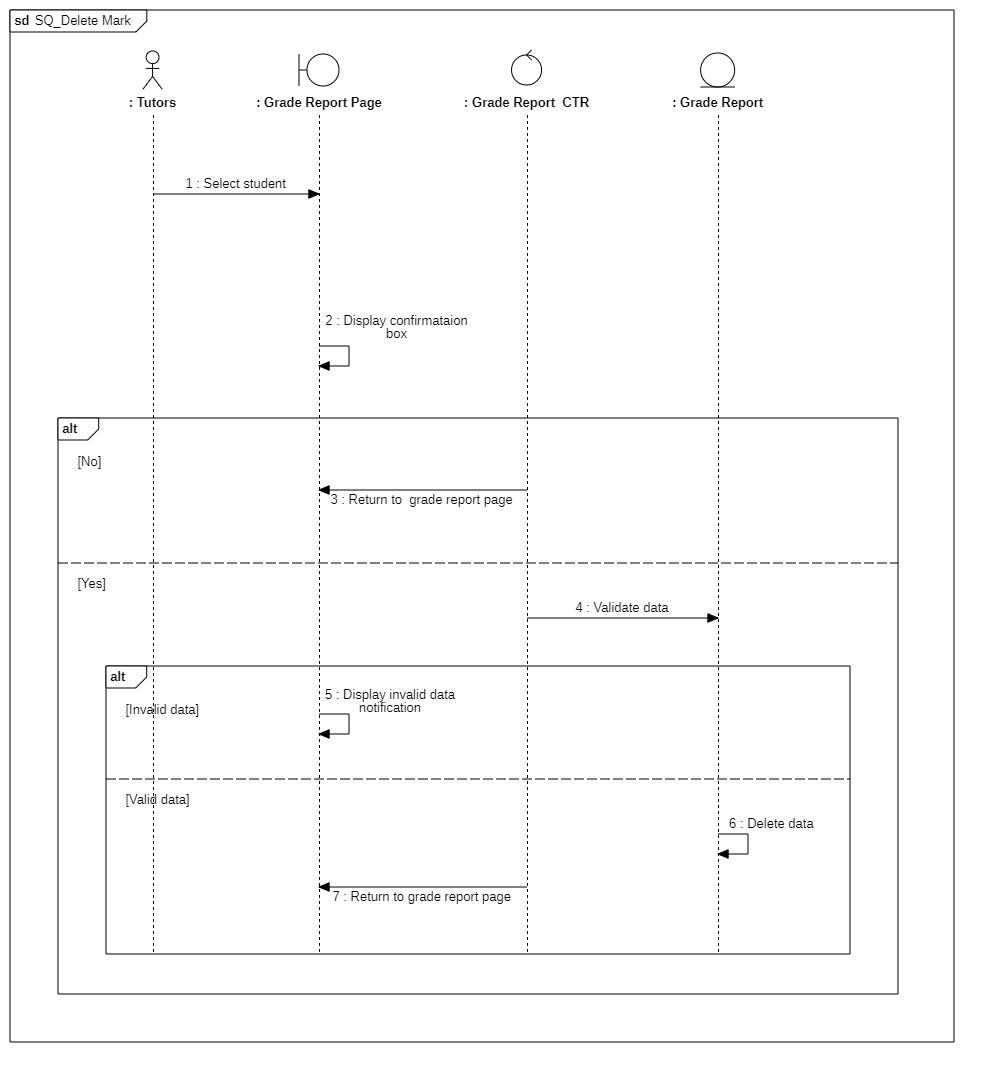 sd SQ_Delete Mark
: Tutors
: Grade Report Page
: Grade Report  CTR
: Grade Report
1 : Select student
2 : Display confirmataion
box
alt
[No]
3 : Return to  grade report page
[Yes]
4 : Validate data
alt
5 : Display invalid data
notification
[Invalid data]
[Valid data]
6 : Delete data
7 : Return to grade report page